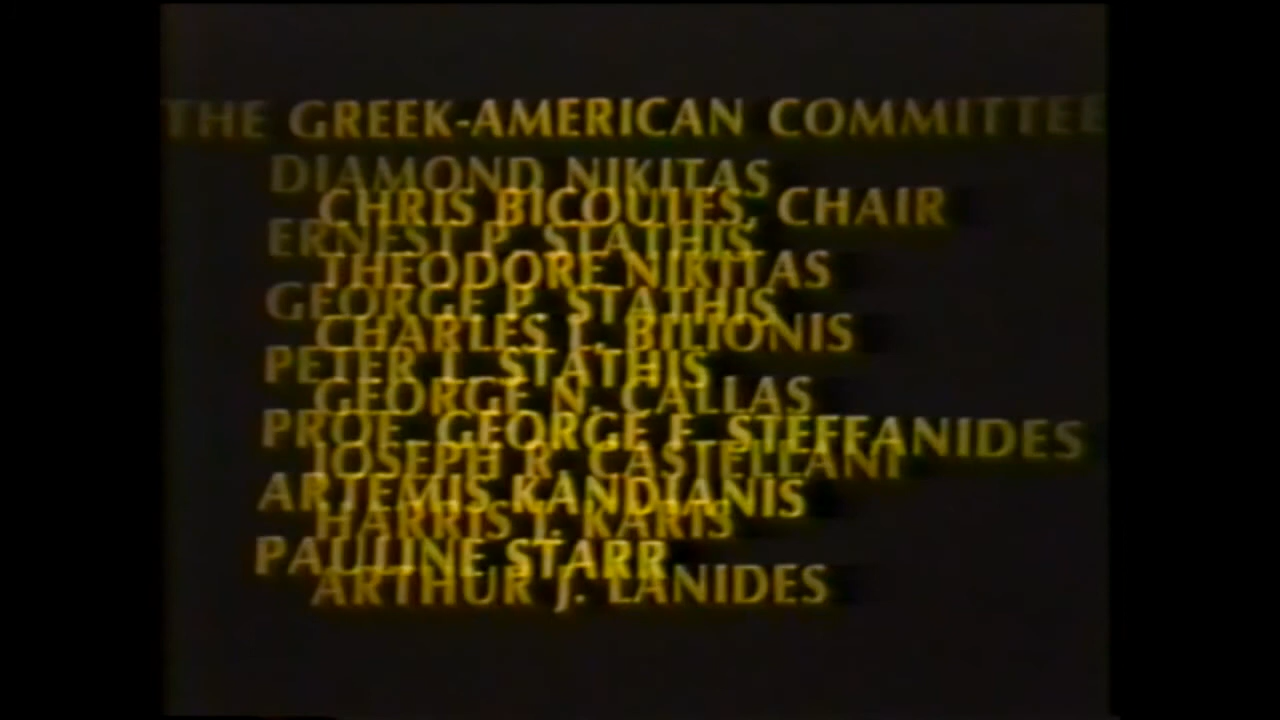 THE GREEK-AMERICAN COMMITTEE
DIAMOND NIKITAS
CHRIS BICOULES, CHAIR
ERNEST P. STATHIS
THEODORE NIKITAS
GEORGE P. STATHIS
CHARLES L. BILIONIS
PETER L. STATHIS
GEORGE N. CALLAS
PROF. GEORGE F. STEFFANIDES
JOSEPH R. CASTELLANI
ARTEMIS KANDIANIS
HARRIS J. KARIS
PAULINE STARR
ARTHUR J. LANIDES